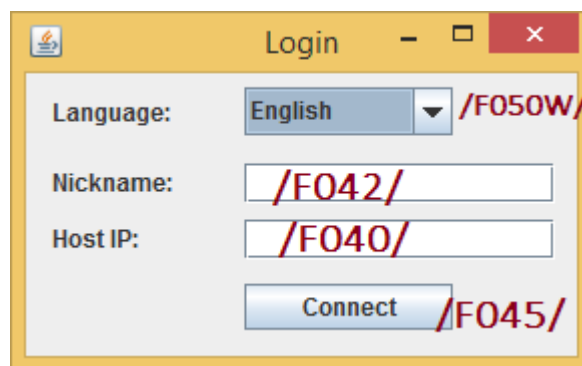 Login
Language: English /F050W/
Nickname: /F042/
Host IP: /F040/
Connect /F045/